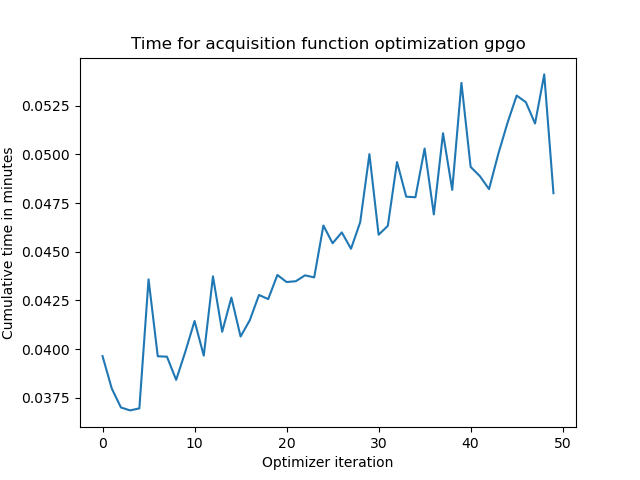 Time for acquisition function optimization gpgo
Cumulative time in minutes
0.0525
0.0500
0.0475
0.0450
0.0425
0.0400
0.0375
0 10 20 30 40 50
Optimizer iteration